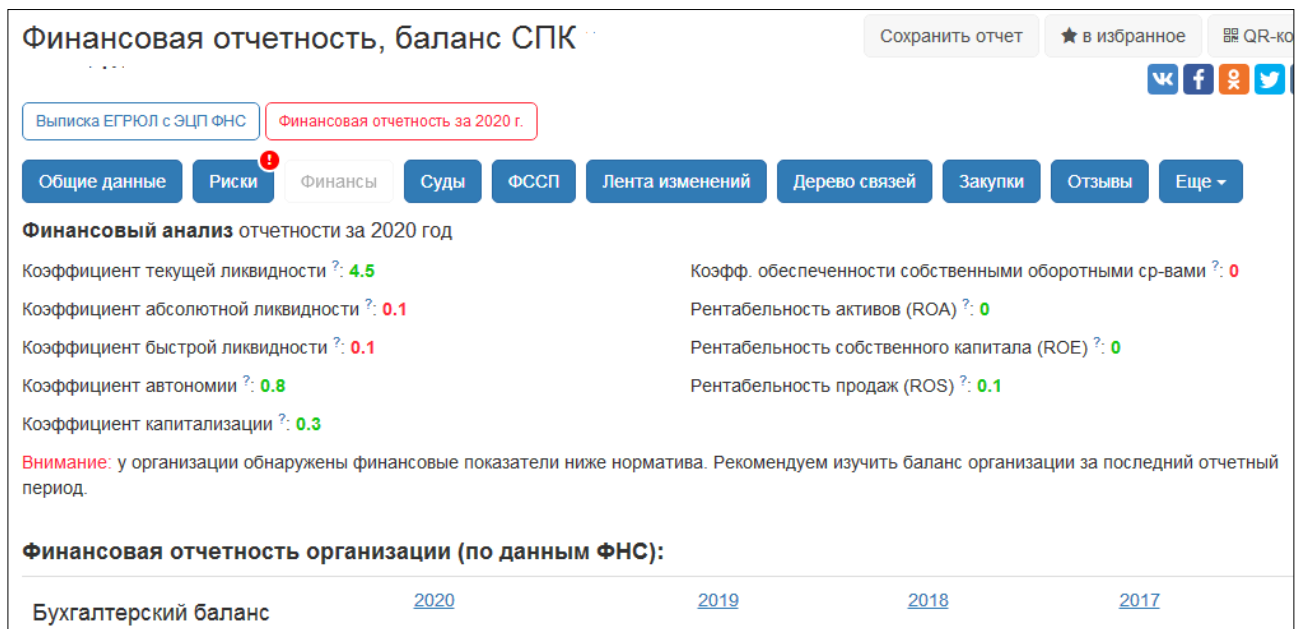 Финансовая отчетность, баланс СПК
Сохранить отчет
в избранное
QR-ко
Выписка ЕГРЮЛ с ЭЦП ФНС
Финансовая отчетность за 2020 г.
Общие данные
Риски
!
Финансы
Суды
ФССП
Лента изменений
Дерево связей
Закупки
Отзывы
Еще
Финансовый анализ отчетности за 2020 год
Коэффициент текущей ликвидности ?: 4.5
Коэффициент абсолютной ликвидности ?: 0.1
Коэффициент быстрой ликвидности ?: 0.1
Коэффициент автономии ?: 0.8
Коэффициент капитализации ?: 0.3
Коэфф. обеспеченности собственными оборотными ср-вами ?: 0
Рентабельность активов (ROA) ?: 0
Рентабельность собственного капитала (ROE) ?: 0
Рентабельность продаж (ROS) ?: 0.1
Внимание: у организации обнаружены финансовые показатели ниже норматива. Рекомендуем изучить баланс организации за последний отчетный
период.
Финансовая отчетность организации (по данным ФНС):
Бухгалтерский баланс
2020
2019
2018
2017